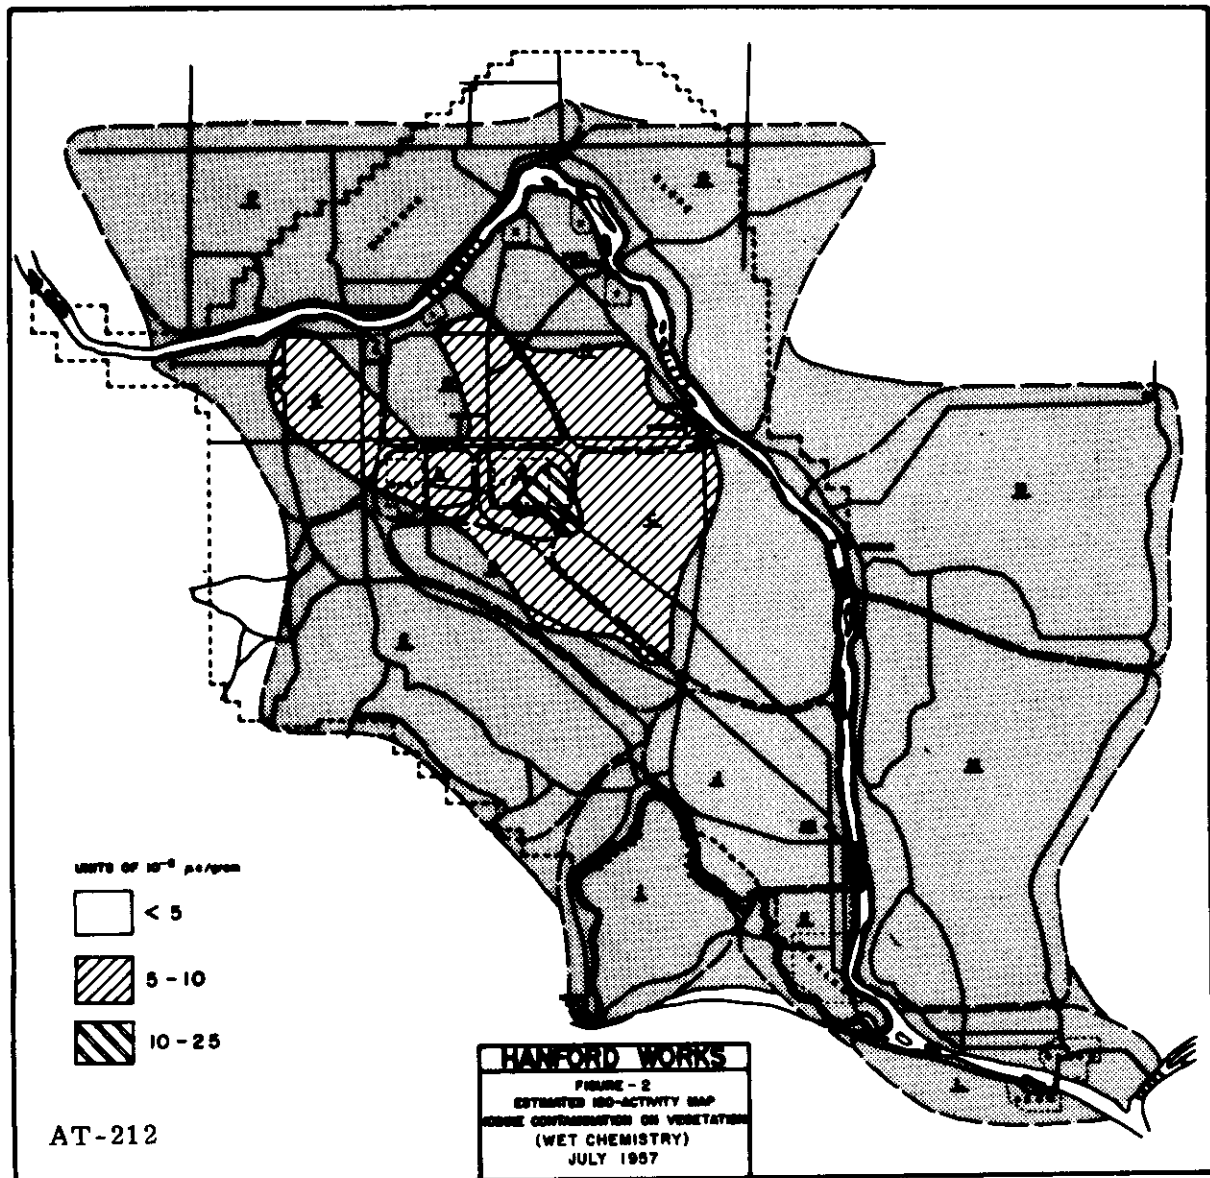 UNITS OF 10⁻⁶ μc/gram
< 5
5 - 10
10 - 25
AT-212
HANFORD WORKS
FIGURE - 2
ESTIMATED ISO-ACTIVITY MAP
IODINE CONTAMINATION ON VEGETATION
(WET CHEMISTRY)
JULY 1957